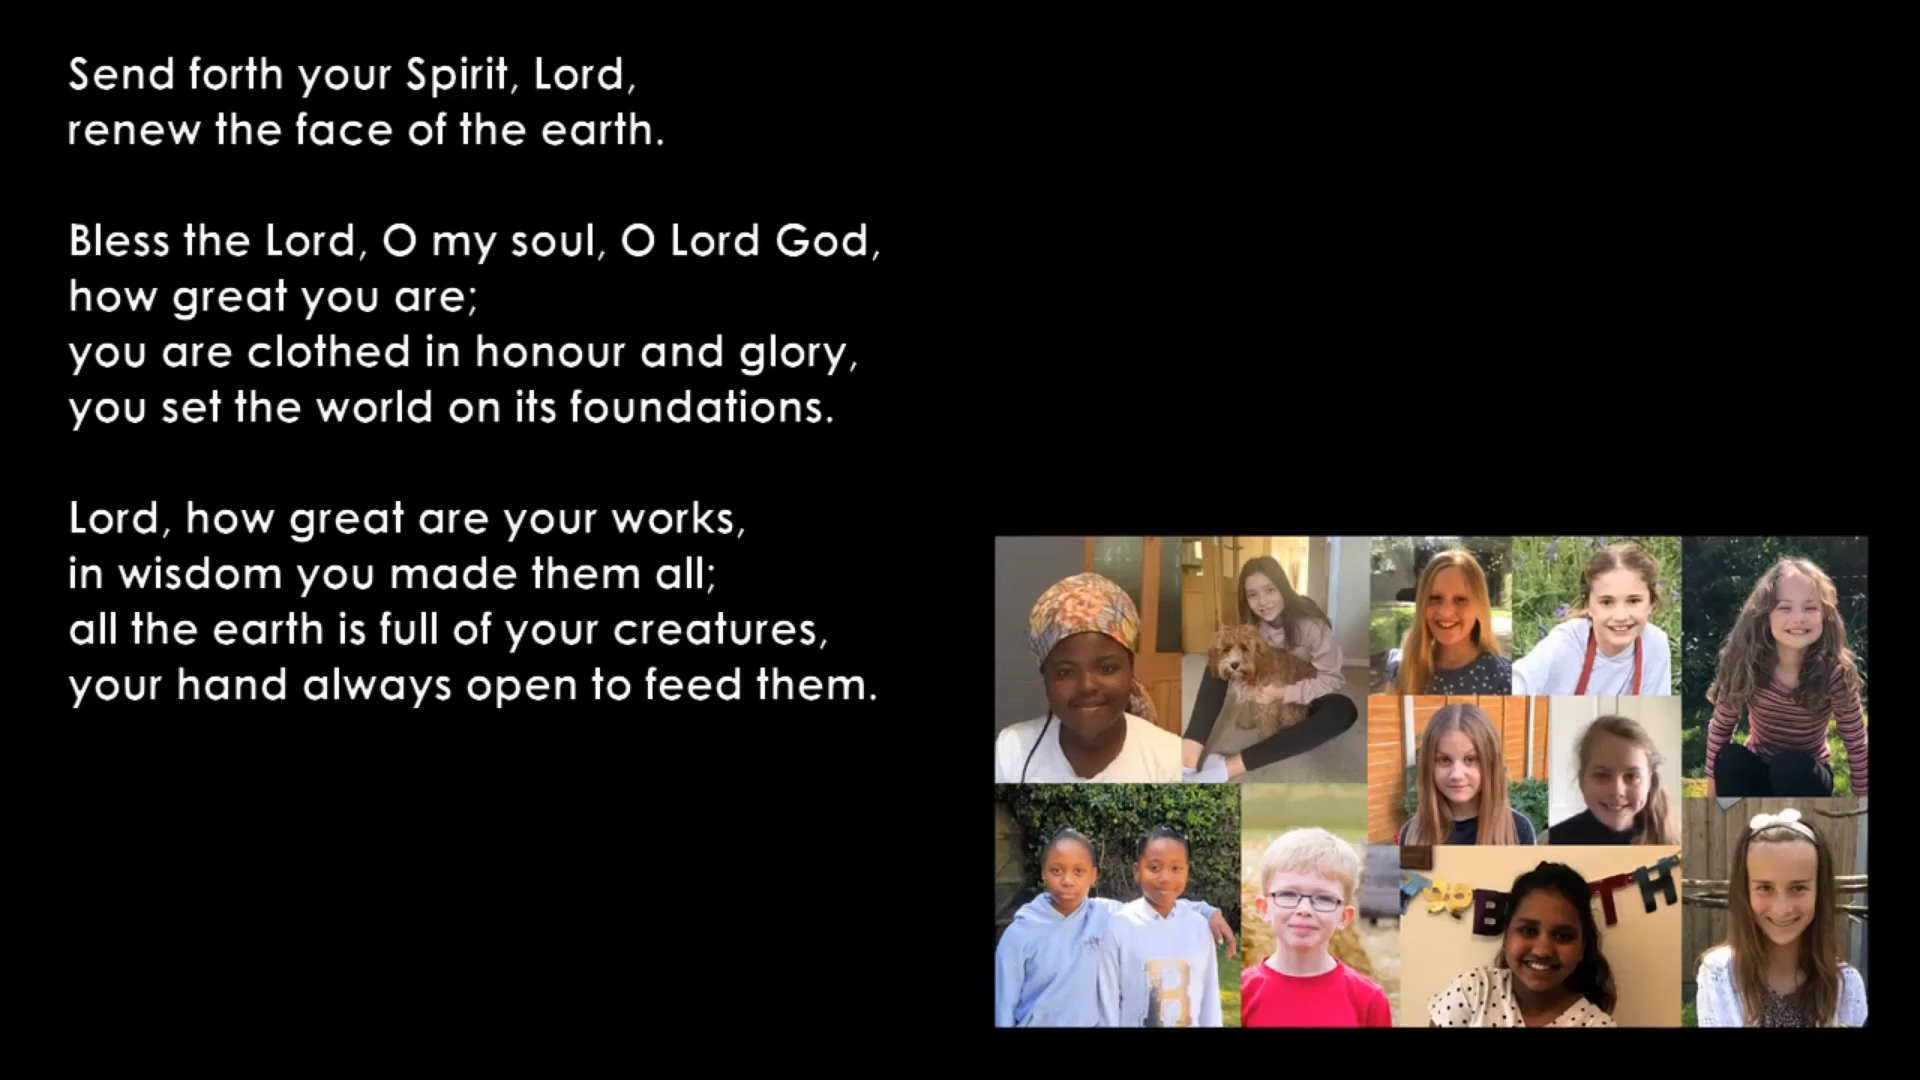 Send forth your Spirit, Lord,
renew the face of the earth.
Bless the Lord, O my soul, O Lord God,
how great you are;
you are clothed in honour and glory,
you set the world on its foundations.
Lord, how great are your works,
in wisdom you made them all;
all the earth is full of your creatures,
your hand always open to feed them.
B TH
B